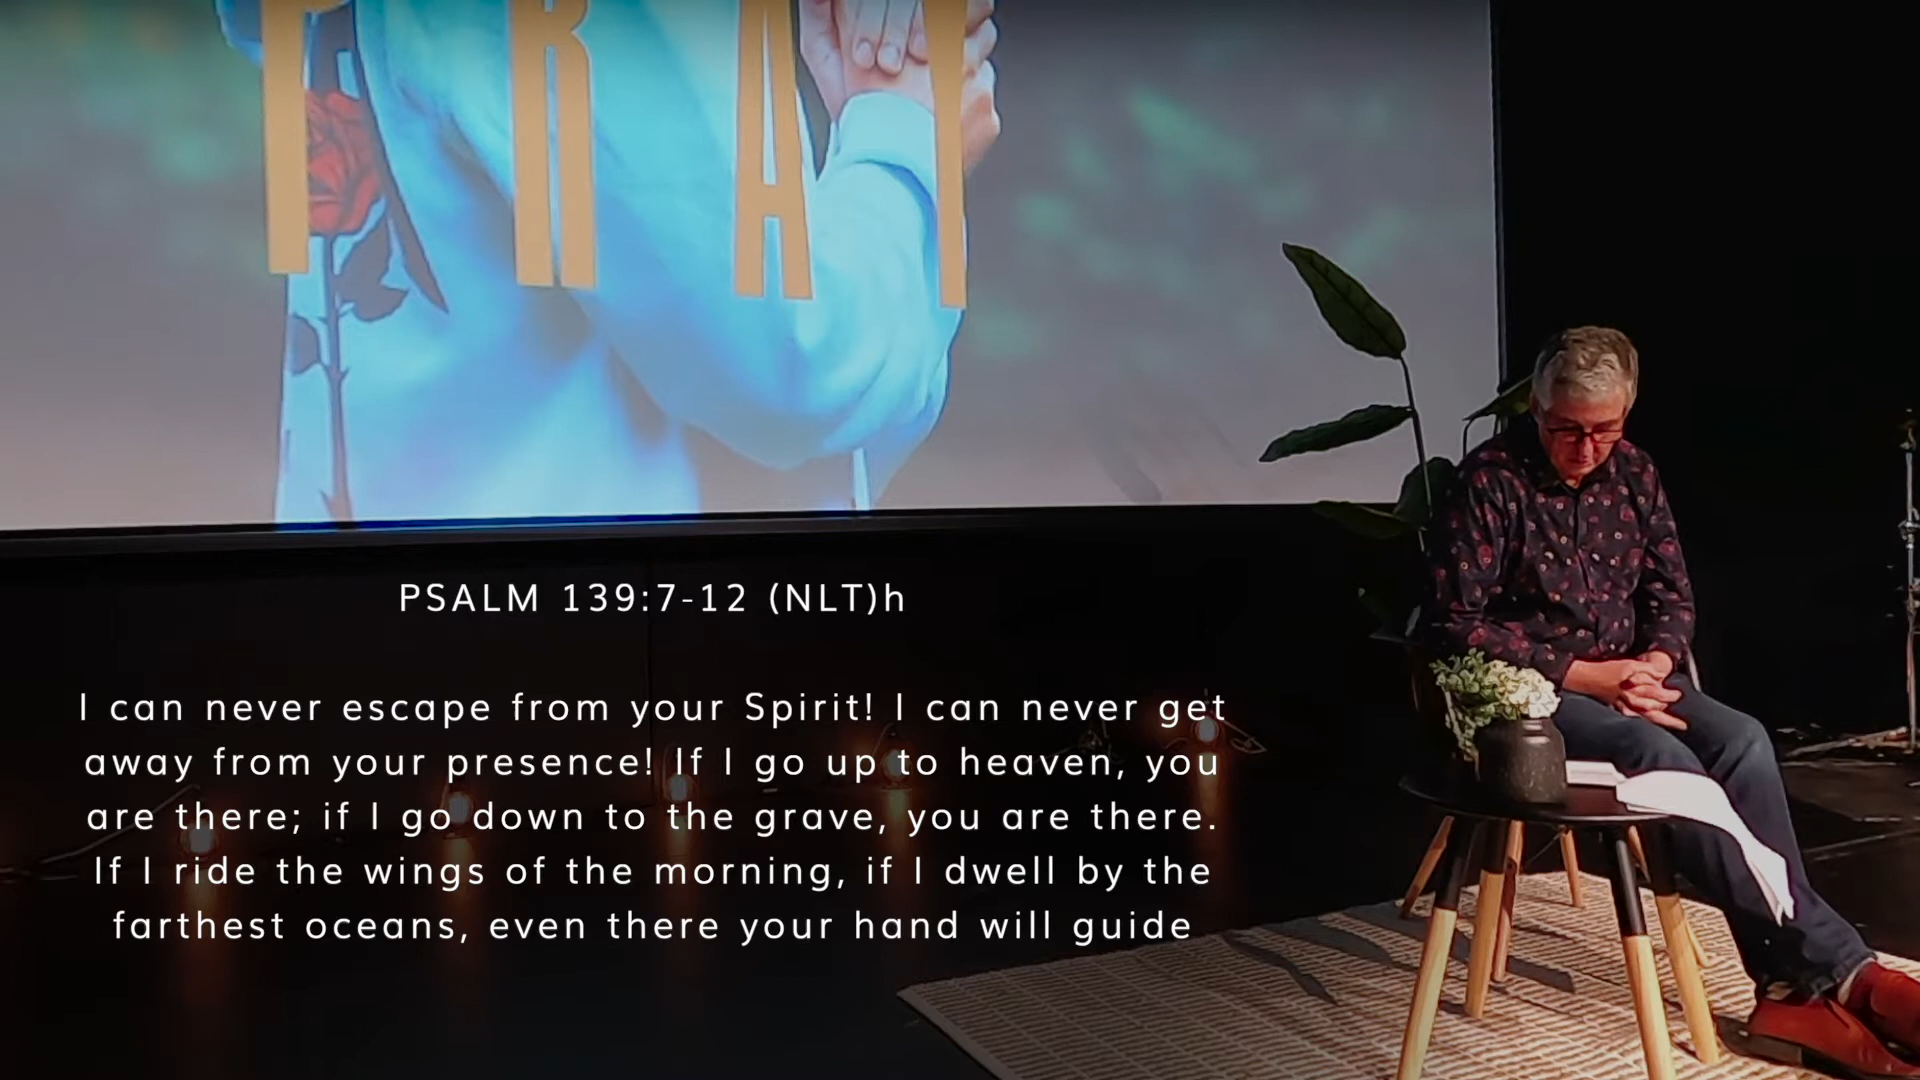 PRAY
PSALM 139:7-12 (NLT)h
I can never escape from your Spirit! I can never get
away from your presence! If I go up to heaven, you
are there; if I go down to the grave, you are there.
If I ride the wings of the morning, if I dwell by the
farthest oceans, even there your hand will guide